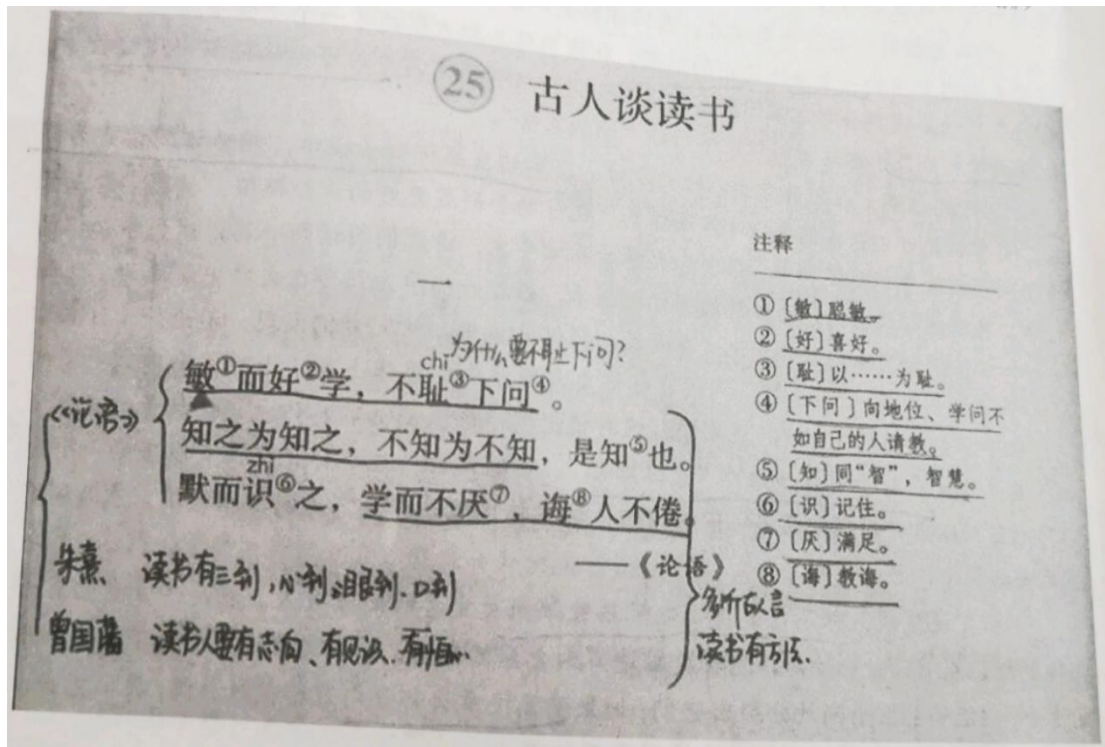 25 古人谈读书
一
为什么要不耻下问?
chǐ
敏①而好②学，不耻③下问④。
《论语》
知之为知之，不知为不知，是知⑤也。
zhì
默而识⑥之，学而不厌⑦，诲⑧人不倦。
——《论语》
朱熹 读书有三到，心到、眼到、口到
曾国藩 读书人要有志向、有见识、有恒
读书有方法.
注释
① [敏] 聪敏。
② [好] 喜好。
③ [耻] 以……为耻。
④ [下问] 向地位、学问不
如自己的人请教。
⑤ [知] 同“智”，智慧。
⑥ [识] 记住。
⑦ [厌] 满足。
⑧ [诲] 教诲。